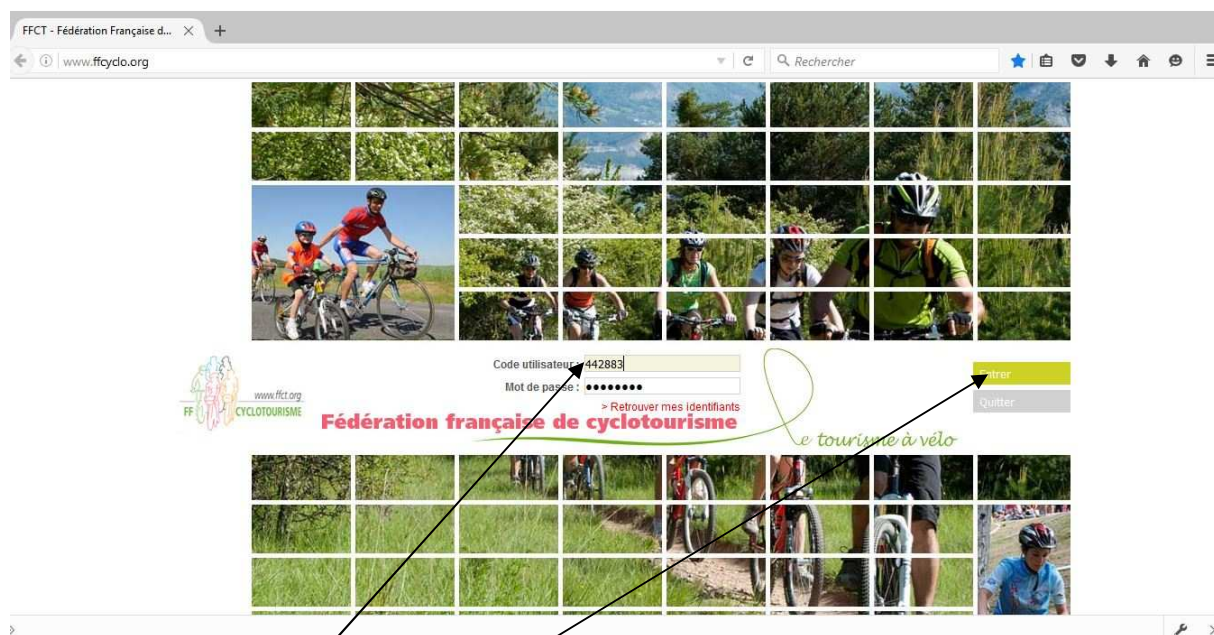 FFCT - Fédération Française d...
www.ffcyclo.org
Rechercher
Code utilisateur : 442883
Entrer
Mot de passe : ●●●●●●●●
Quitter
> Retrouver mes identifiants
www.ffct.org
FF CYCLOTOURISME
Fédération française de cyclotourisme
Le tourisme à vélo